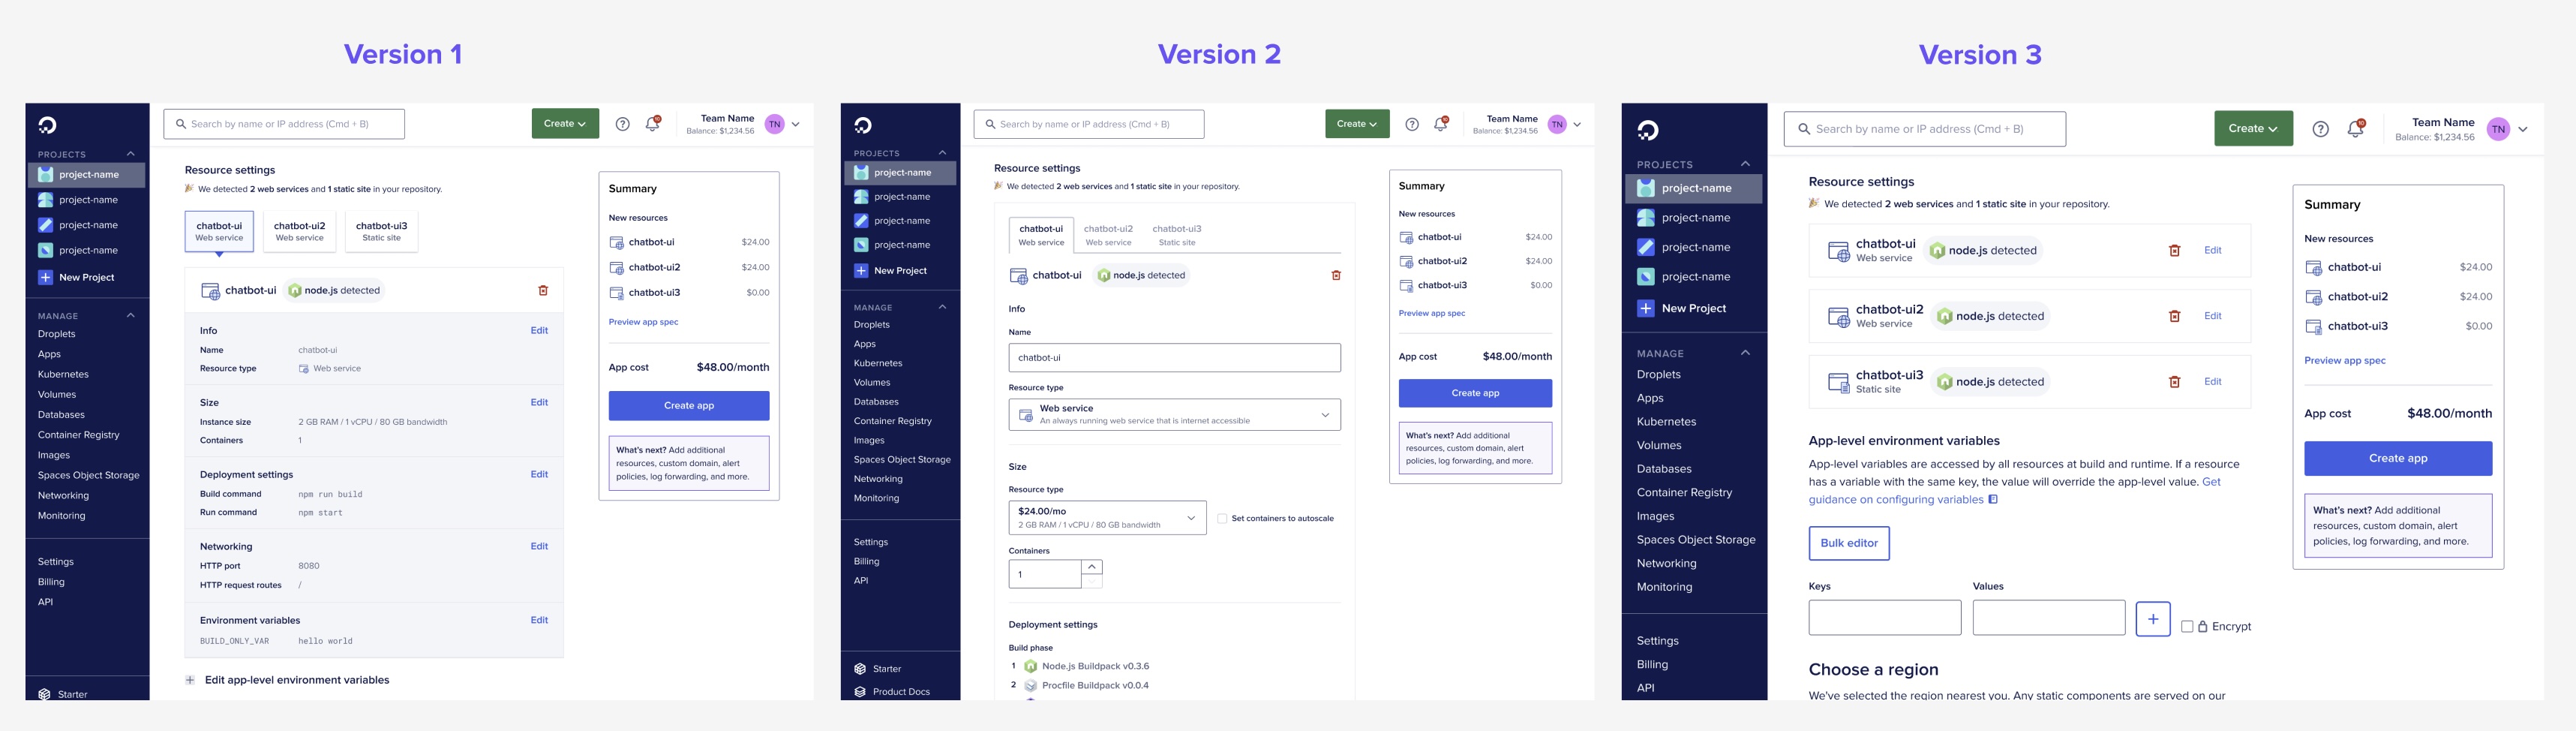 Version 1
Search by name or IP address (Cmd + B)
Create
Team Name
Balance: $1,234.56
TN
PROJECTS
project-name
project-name
project-name
project-name
New Project
MANAGE
Droplets
Apps
Kubernetes
Volumes
Databases
Container Registry
Images
Spaces Object Storage
Networking
Monitoring
Settings
Billing
API
Starter
Resource settings
We detected 2 web services and 1 static site in your repository.
chatbot-ui
Web service
chatbot-ui2
Web service
chatbot-ui3
Static site
chatbot-ui node.js detected
Info Edit
Name chatbot-ui
Resource type Web service
Size Edit
Instance size 2 GB RAM / 1 vCPU / 80 GB bandwidth
Containers 1
Deployment settings Edit
Build command npm run build
Run command npm start
Networking Edit
HTTP port 8080
HTTP request routes /
Environment variables Edit
BUILD_ONLY_VAR hello world
Edit app-level environment variables
Summary
New resources
chatbot-ui $24.00
chatbot-ui2 $24.00
chatbot-ui3 $0.00
Preview app spec
App cost $48.00/month
Create app
What's next? Add additional
resources, custom domain, alert
policies, log forwarding, and more.
Version 2
Search by name or IP address (Cmd + B)
Create
Team Name
Balance: $1,234.56
TN
PROJECTS
project-name
project-name
project-name
project-name
New Project
MANAGE
Droplets
Apps
Kubernetes
Volumes
Databases
Container Registry
Images
Spaces Object Storage
Networking
Monitoring
Settings
Billing
API
Starter
Product Docs
Resource settings
We detected 2 web services and 1 static site in your repository.
chatbot-ui
Web service
chatbot-ui2
Web service
chatbot-ui3
Static site
chatbot-ui node.js detected
Info
Name
chatbot-ui
Resource type
Web service
An always running web service that is internet accessible
Size
Resource type
$24.00/mo
2 GB RAM / 1 vCPU / 80 GB bandwidth
Set containers to autoscale
Containers
1
Deployment settings
Build phase
1 Node.js Buildpack v0.3.6
2 Procfile Buildpack v0.0.4
Summary
New resources
chatbot-ui $24.00
chatbot-ui2 $24.00
chatbot-ui3 $0.00
Preview app spec
App cost $48.00/month
Create app
What's next? Add additional
resources, custom domain, alert
policies, log forwarding, and more.
Version 3
Search by name or IP address (Cmd + B)
Create
10
Team Name
Balance: $1,234.56
TN
PROJECTS
project-name
project-name
project-name
project-name
New Project
MANAGE
Droplets
Apps
Kubernetes
Volumes
Databases
Container Registry
Images
Spaces Object Storage
Networking
Monitoring
Settings
Billing
API
Resource settings
We detected 2 web services and 1 static site in your repository.
chatbot-ui
Web service
node.js detected
Edit
chatbot-ui2
Web service
node.js detected
Edit
chatbot-ui3
Static site
node.js detected
Edit
App-level environment variables
App-level variables are accessed by all resources at build and runtime. If a resource
has a variable with the same key, the value will override the app-level value. Get
guidance on configuring variables
Bulk editor
Keys
Values
Encrypt
Choose a region
We've selected the region nearest you. Any static components are served on our
Summary
New resources
chatbot-ui $24.00
chatbot-ui2 $24.00
chatbot-ui3 $0.00
Preview app spec
App cost $48.00/month
Create app
What's next? Add additional
resources, custom domain, alert
policies, log forwarding, and more.